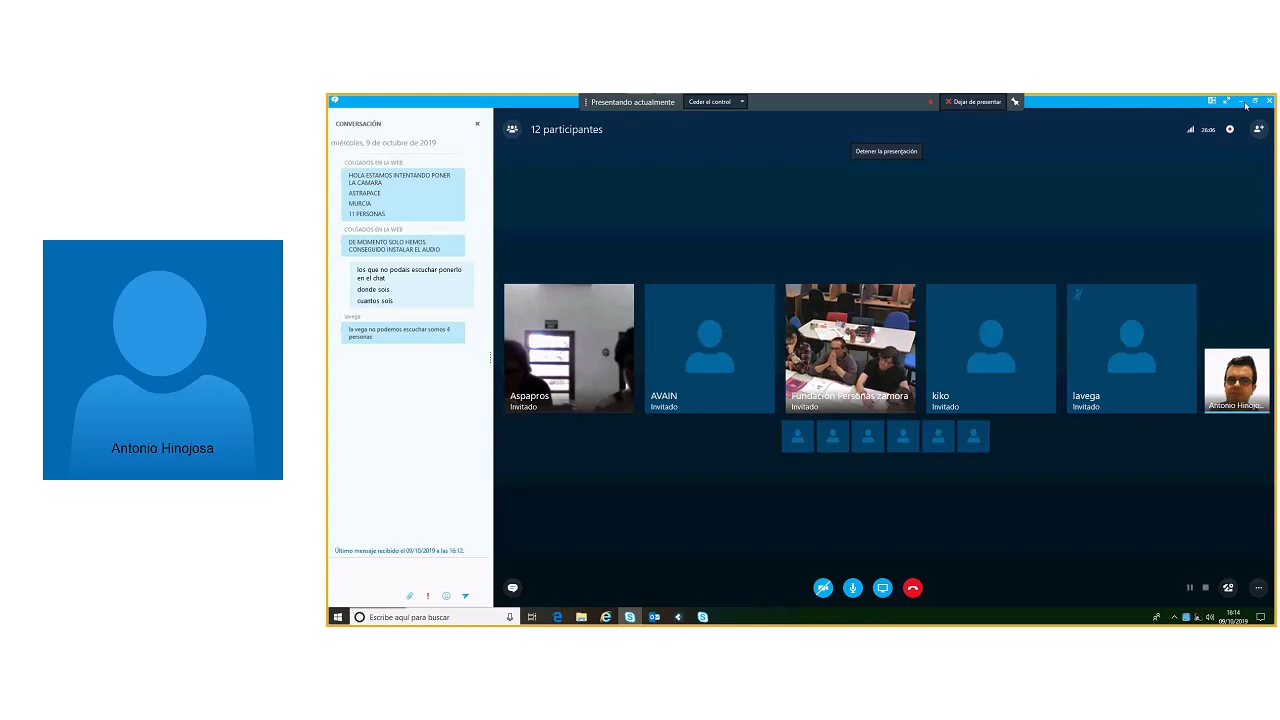 Presentando actualmente
Ceder el control
Dejar de presentar
CONVERSACIÓN
miércoles, 9 de octubre de 2019
12 participantes
26:06
Detener la presentación
COLGADOS EN LA WEB
HOLA ESTAMOS INTENTANDO PONER
LA CAMARA
ASTRAPACE
MURCIA
11 PERSONAS
COLGADOS EN LA WEB
DE MOMENTO SOLO HEMOS
CONSEGUIDO INSTALAR EL AUDIO
los que no podais escuchar ponerlo
en el chat
donde sois
cuantos sois
lavega
la vega no podemos escuchar somos 4
personas
Aspapros
Invitado
AVAIN
Invitado
Fundación Personas zamora
Invitado
kiko
Invitado
lavega
Invitado
Antonio Hinojo...
Antonio Hinojosa
Último mensaje recibido el 09/10/2019 a las 16:12.
Escribe aquí para buscar
16:14
09/10/2019